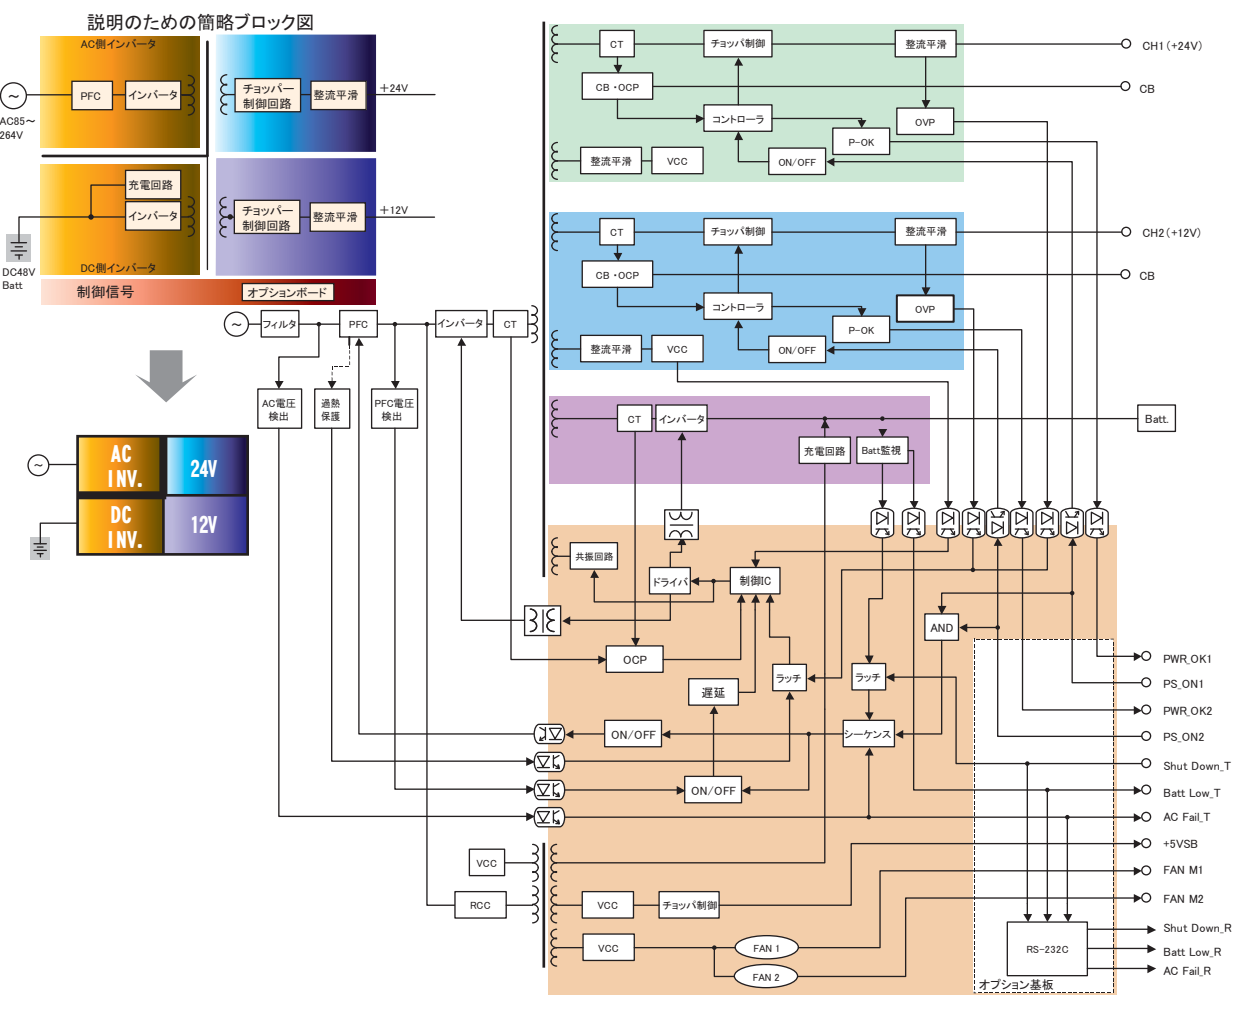 説明のための簡略ブロック図
AC側インバータ
PFC
インバータ
チョッパー
制御回路
整流平滑
+24V
AC85～
264V
充電回路
インバータ
チョッパー
制御回路
整流平滑
+12V
DC48V
Batt
DC側インバータ
制御信号
オプションボード
AC
INV.
24V
DC
INV.
12V
CT
チョッパ制御
整流平滑
CH1(+24V)
CB・OCP
CB
コントローラ
OVP
P-OK
整流平滑
VCC
ON/OFF
CT
チョッパ制御
整流平滑
CH2(+12V)
CB・OCP
CB
コントローラ
OVP
P-OK
整流平滑
VCC
ON/OFF
フィルタ
PFC
インバータ
CT
AC電圧
検出
過熱
保護
PFC電圧
検出
CT
インバータ
Batt.
充電回路
Batt監視
共振回路
ドライバ
制御IC
AND
OCP
遅延
ラッチ
ラッチ
ON/OFF
シーケンス
ON/OFF
PWR_OK1
PS_ON1
PWR_OK2
PS_ON2
Shut Down_T
Batt Low_T
AC Fail_T
+5VSB
FAN M1
FAN M2
VCC
RCC
VCC
チョッパ制御
VCC
FAN 1
FAN 2
RS-232C
オプション基板
Shut Down_R
Batt Low_R
AC Fail_R